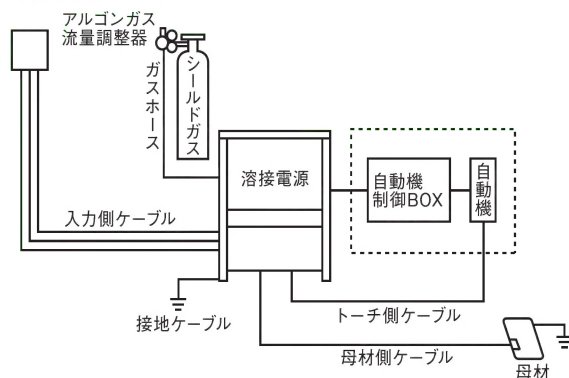 アルゴンガス
流量調整器
ガスホース
シールドガス
溶接電源
自動機
制御BOX
自動機
入力側ケーブル
接地ケーブル
トーチ側ケーブル
母材側ケーブル
母材